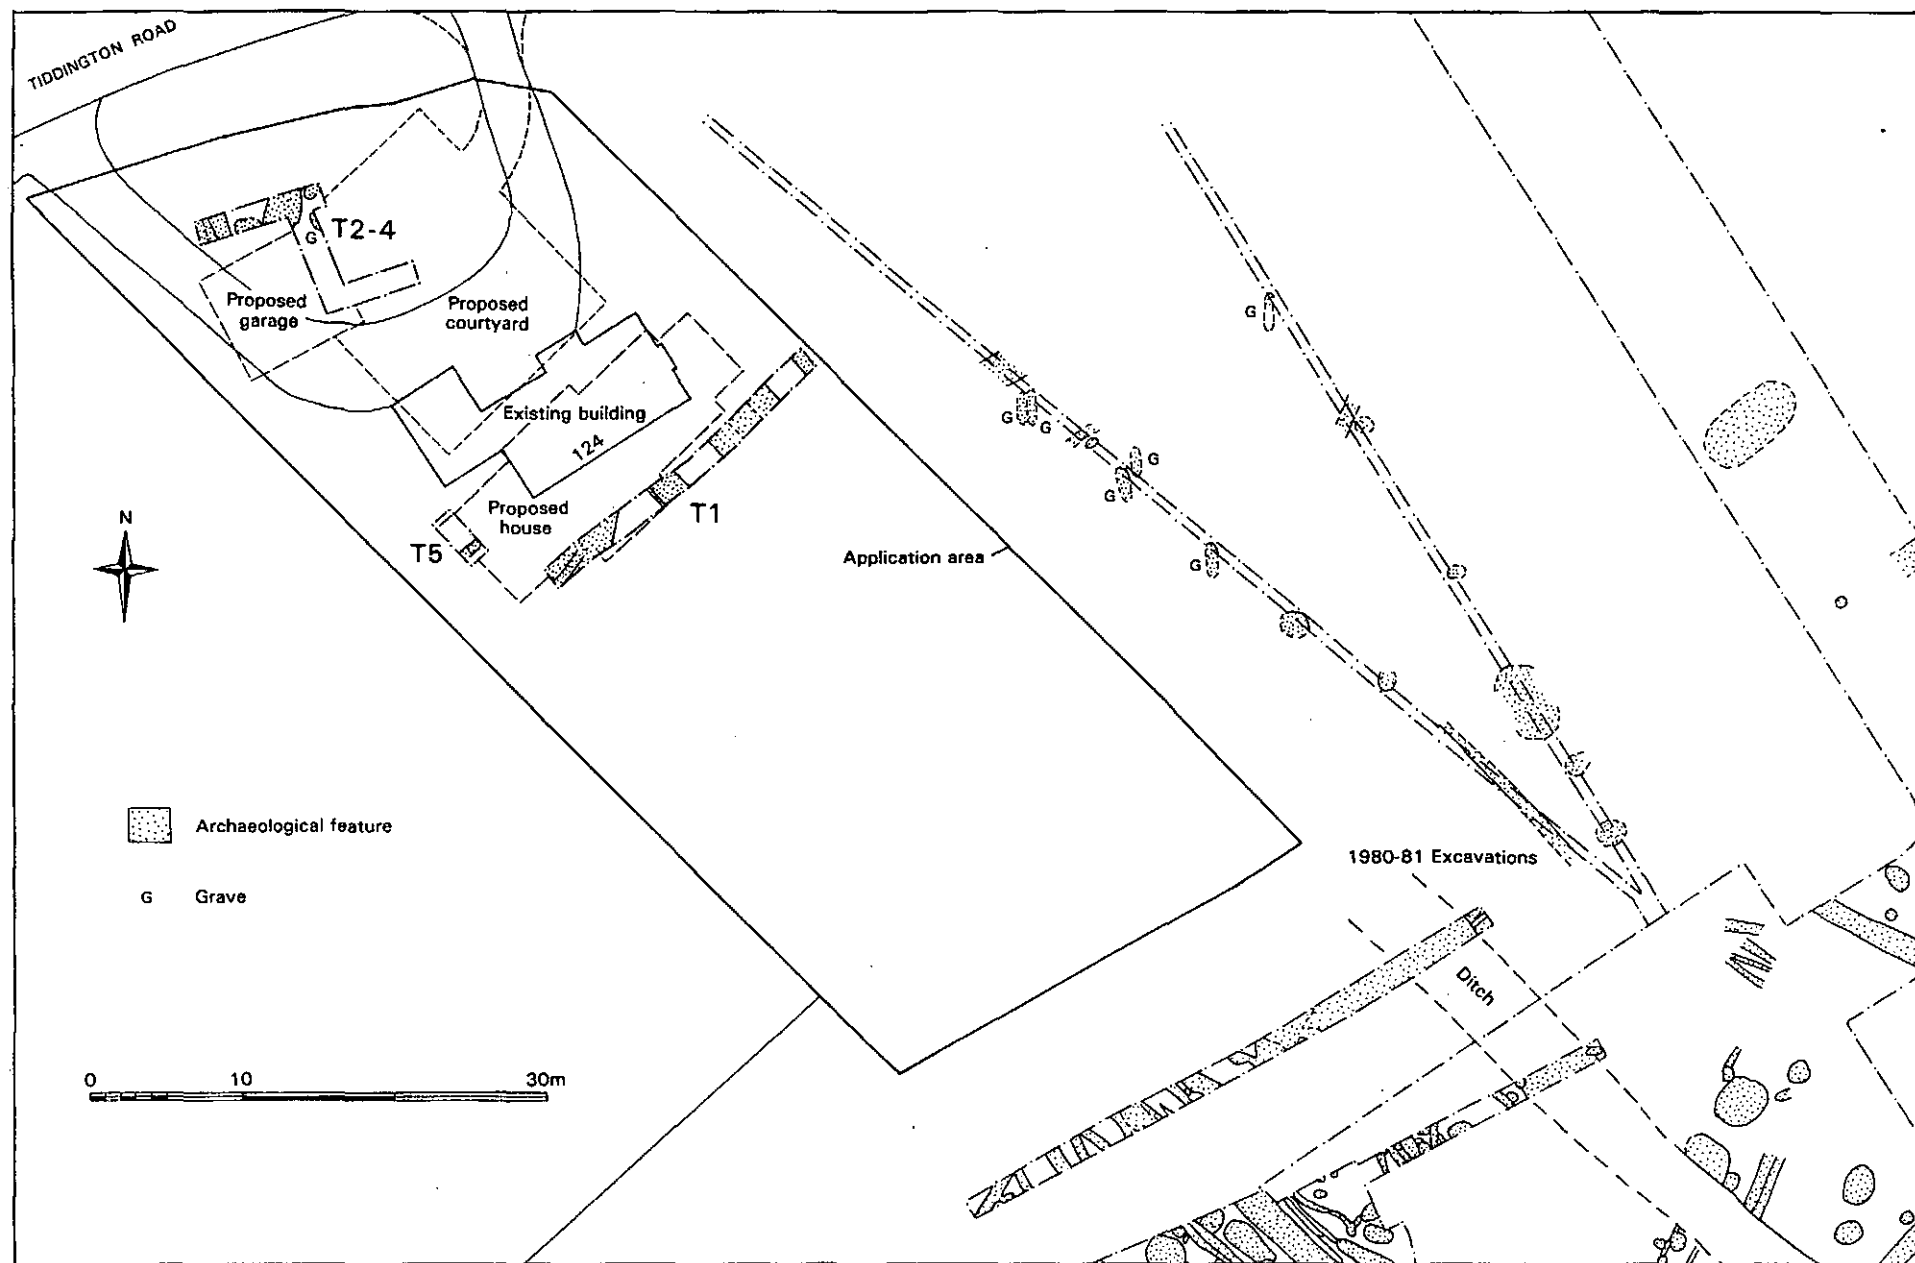 TIDDINGTON ROAD
G
T2-4
Proposed
garage
Proposed
courtyard
Existing building
124
Proposed
house
T1
T5
N
Application area
G
G
G
G
G
G
Archaeological feature
G Grave
1980-81 Excavations
Ditch
0 10 30m